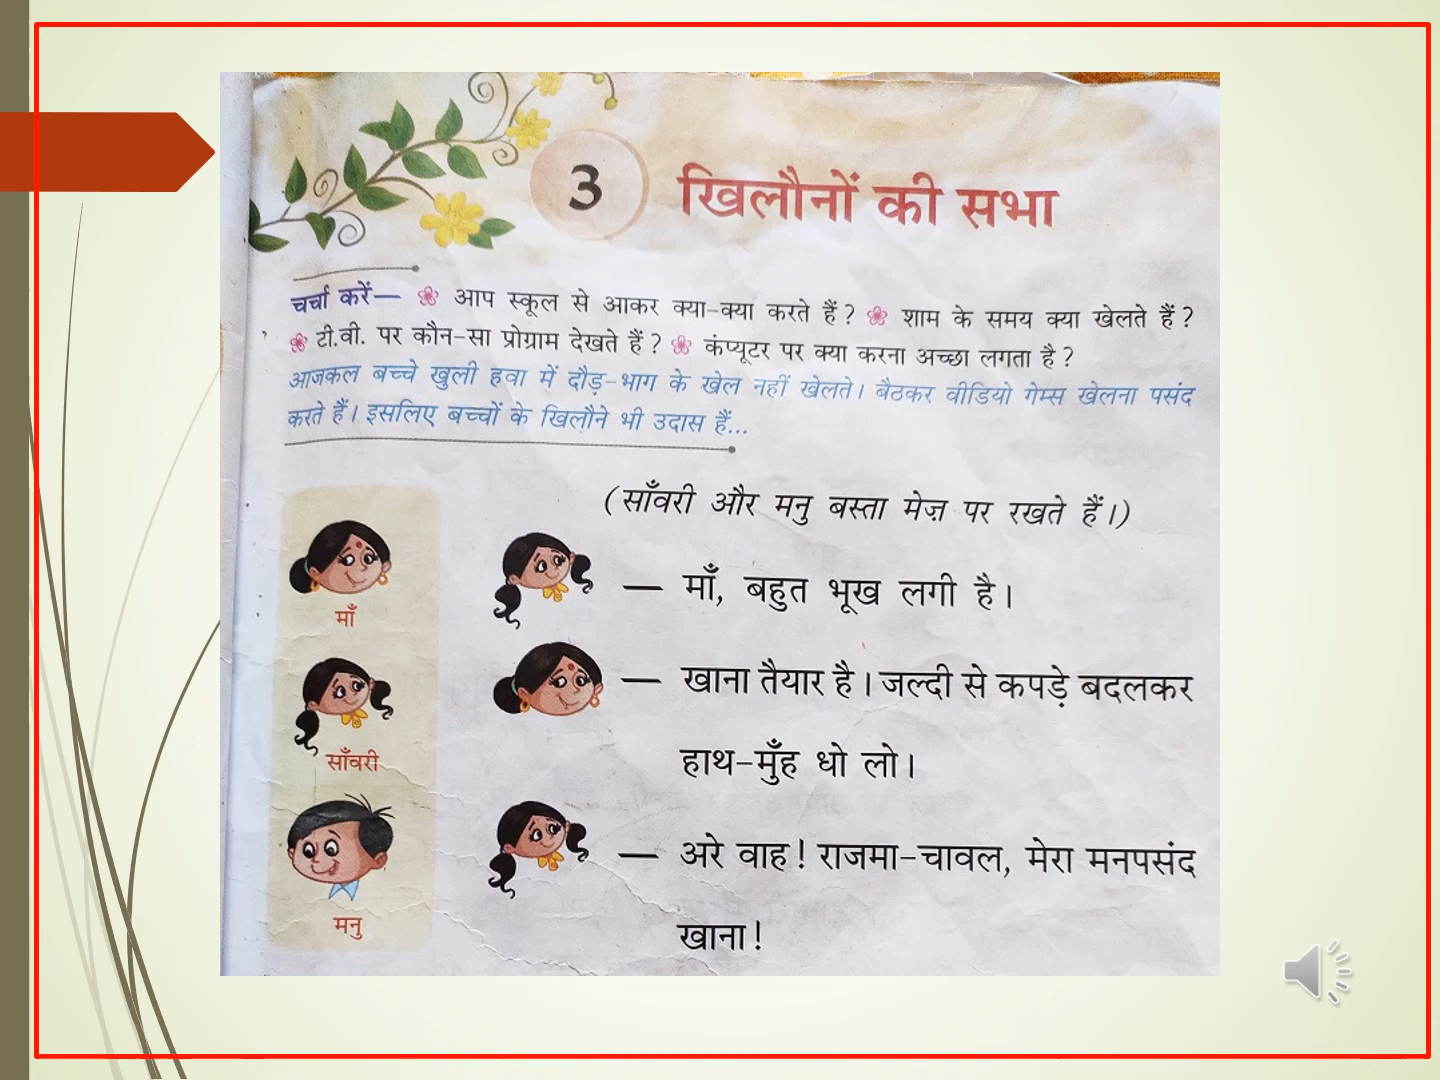 3 खिलौनों की सभा
चर्चा करें— आप स्कूल से आकर क्या-क्या करते हैं? शाम के समय क्या खेलते हैं?
टी.वी. पर कौन-सा प्रोग्राम देखते हैं? कंप्यूटर पर क्या करना अच्छा लगता है?
आजकल बच्चे खुली हवा में दौड़-भाग के खेल नहीं खेलते। बैठकर वीडियो गेम्स खेलना पसंद
करते हैं। इसलिए बच्चों के खिलौने भी उदास हैं...
(साँवरी और मनु बस्ता मेज़ पर रखते हैं।)
— माँ, बहुत भूख लगी है।
माँ
— खाना तैयार है। जल्दी से कपड़े बदलकर
हाथ-मुँह धो लो।
साँवरी
— अरे वाह! राजमा-चावल, मेरा मनपसंद
खाना!
मनु